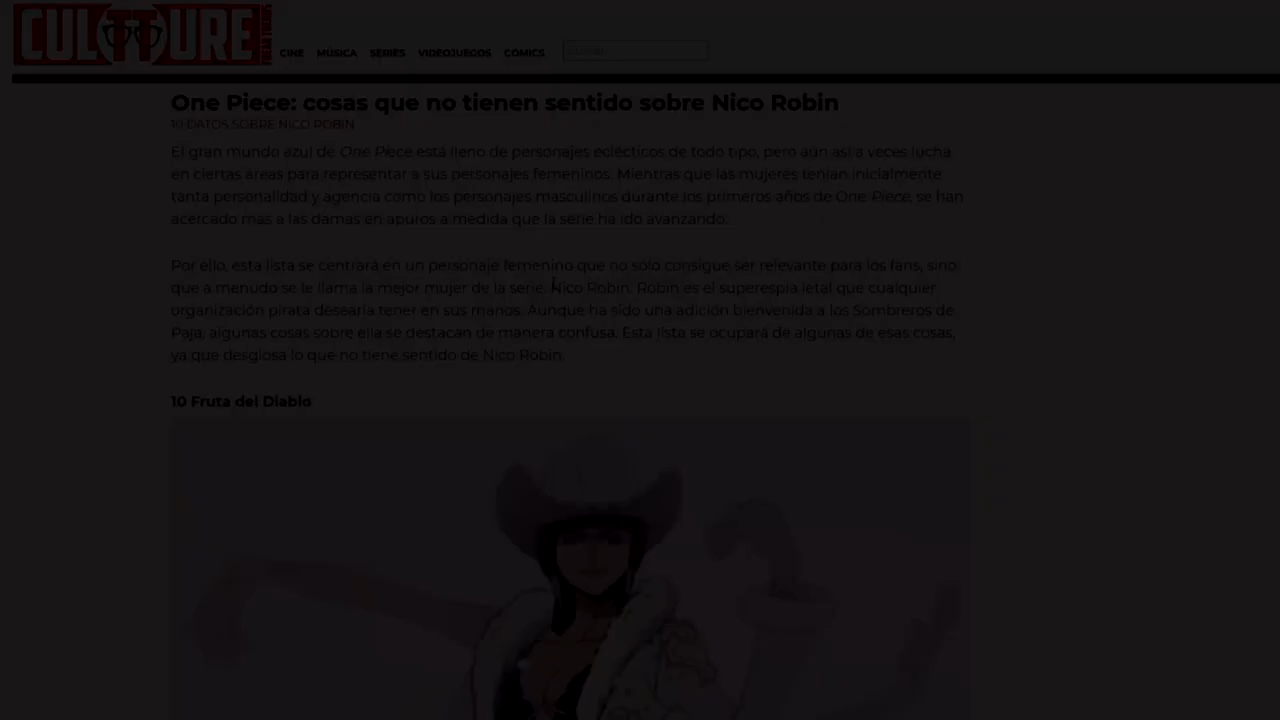 CULTTURE
CINE MÚSICA SERIES VIDEOJUEGOS CÓMICS
One Piece: cosas que no tienen sentido sobre Nico Robin
10 DATOS SOBRE NICO ROBIN
El gran mundo azul de One Piece está lleno de personajes eclécticos de todo tipo, pero aún así a veces lucha
en ciertas áreas para representar a sus personajes femeninos. Mientras que las mujeres tenían inicialmente
tanta personalidad y agencia como los personajes masculinos durante los primeros años de One Piece, se han
acercado más a las damas en apuros a medida que la serie ha ido avanzando.
Por ello, esta lista se centrará en un personaje femenino que no sólo consigue ser relevante para los fans, sino
que a menudo se le llama la mejor mujer de la serie: Nico Robin. Robin es el superespía letal que cualquier
organización pirata desearía tener en sus manos. Aunque ha sido una adición bienvenida a los Sombreros de
Paja, algunas cosas sobre ella se destacan de manera confusa. Esta lista se ocupará de algunas de esas cosas,
ya que desglosa lo que no tiene sentido de Nico Robin.
10 Fruta del Diablo